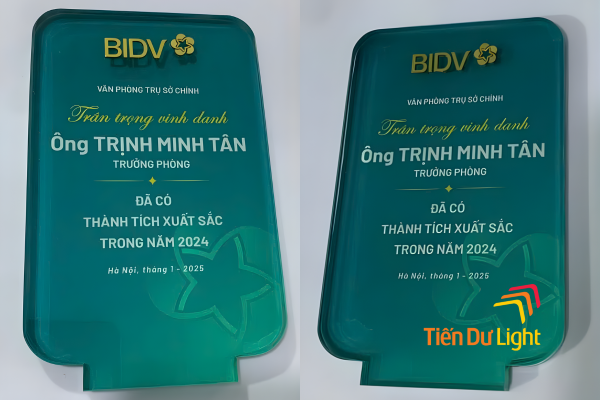 BIDV
VĂN PHÒNG TRỤ SỞ CHÍNH
Trân trọng vinh danh
Ông TRỊNH MINH TÂN
TRƯỞNG PHÒNG
ĐÃ CÓ
THÀNH TÍCH XUẤT SẮC
TRONG NĂM 2024
Hà Nội, tháng 1 - 2025
BIDV
VĂN PHÒNG TRỤ SỞ CHÍNH
Trân trọng vinh danh
Ông TRỊNH MINH TÂN
TRƯỞNG PHÒNG
ĐÃ CÓ
THÀNH TÍCH XUẤT SẮC
TRONG NĂM 2024
Hà Nội, tháng 1 - 2025
Tiến Dư Light